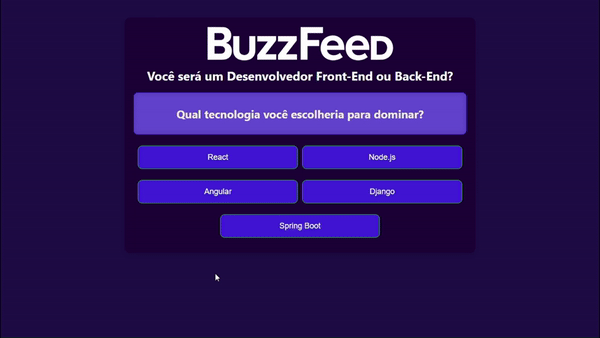 BuzzFeed
Você será um Desenvolvedor Front-End ou Back-End?
Qual tecnologia você escolheria para dominar?
React
Node.js
Angular
Django
Spring Boot